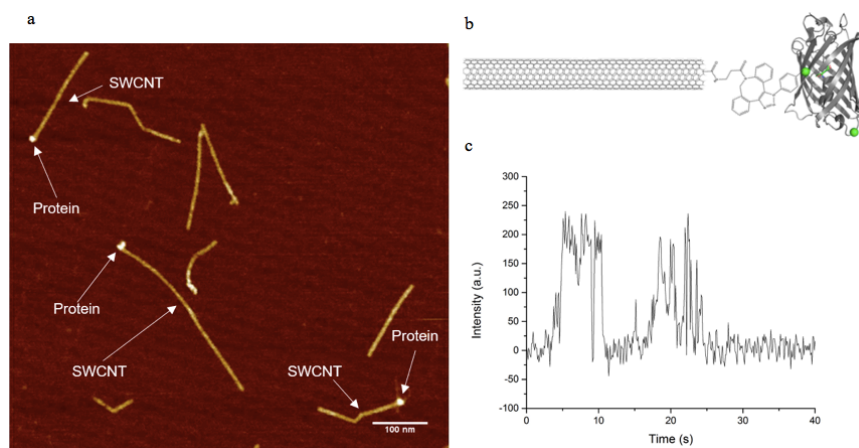 a
SWCNT
Protein
Protein
SWCNT
SWCNT
Protein
100 nm
b
c
300
250
200
150
100
50
0
-50
-100
Intensity (a.u.)
0
10
20
30
40
Time (s)